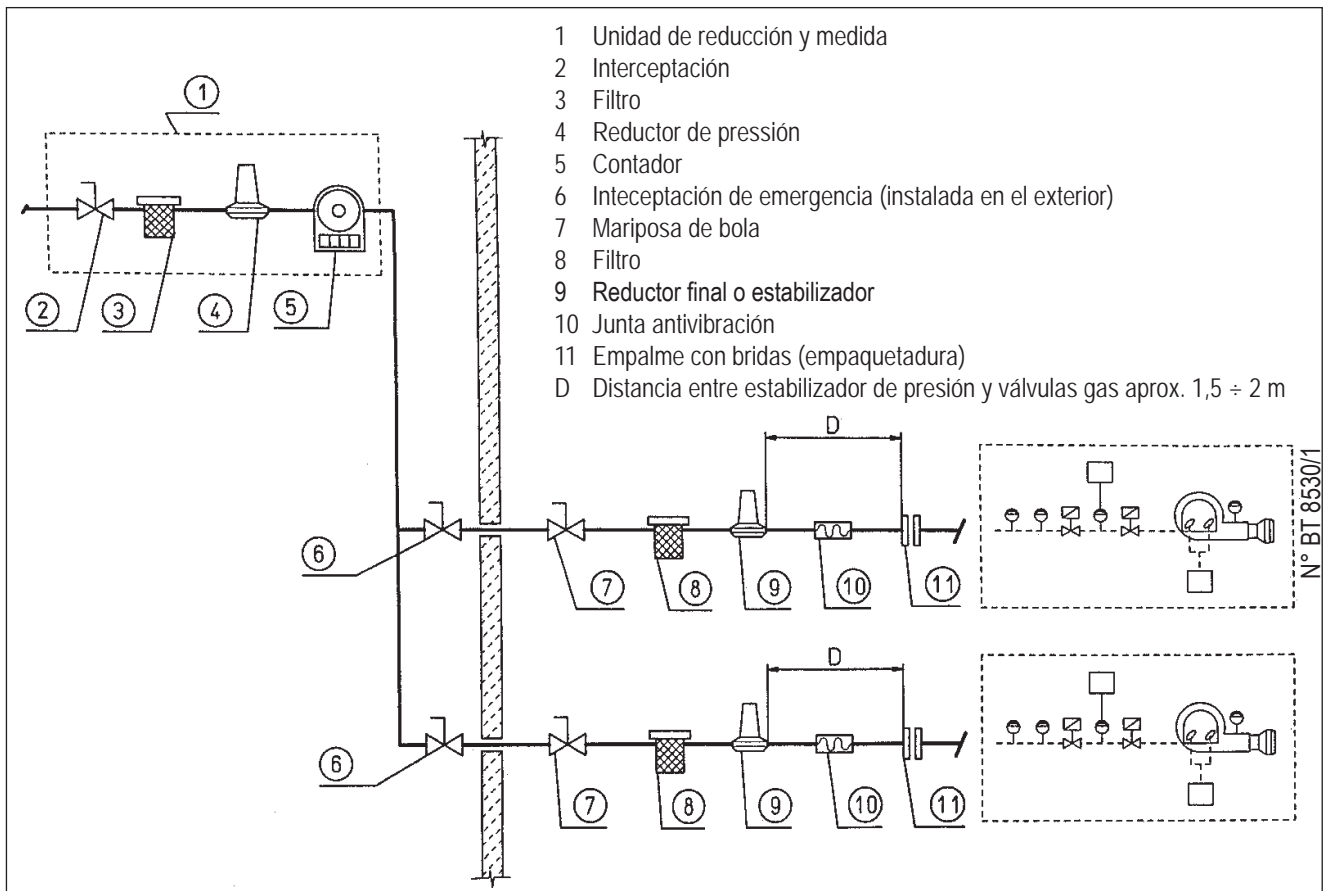 1 Unidad de reducción y medida
2 Interceptación
3 Filtro
4 Reductor de pressión
5 Contador
6 Inteceptación de emergencia (instalada en el exterior)
7 Mariposa de bola
8 Filtro
9 Reductor final o estabilizador
10 Junta antivibración
11 Empalme con bridas (empaquetadura)
D Distancia entre estabilizador de presión y válvulas gas aprox. 1,5 ÷ 2 m
1
2 3 4 5
D
6 7 8 9 10 11
D
6 7 8 9 10 11
N° BT 8530/1